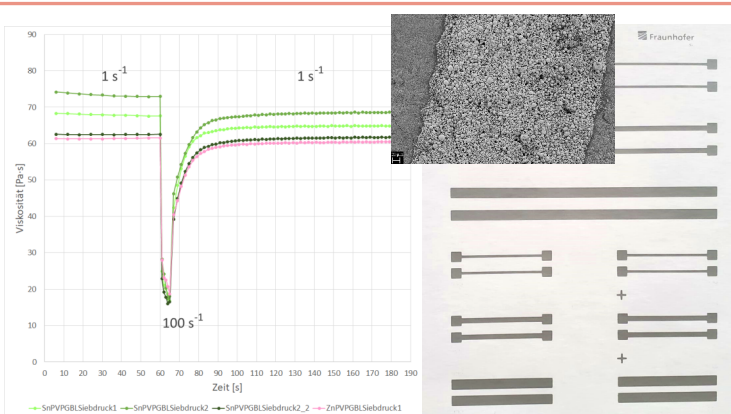 90
80
70
60
50
40
30
20
10
0
Viskosität [Pa·s]
1 s⁻¹
1 s⁻¹
100 s⁻¹
0 10 20 30 40 50 60 70 80 90 100 110 120 130 140 150 160 170 180 190
Zeit [s]
SnPVPGBLSiebdruck1 SnPVPGBLSiebdruck2 SnPVPGBLSiebdruck2_2 ZnPVPGBLSiebdruck1
Fraunhofer